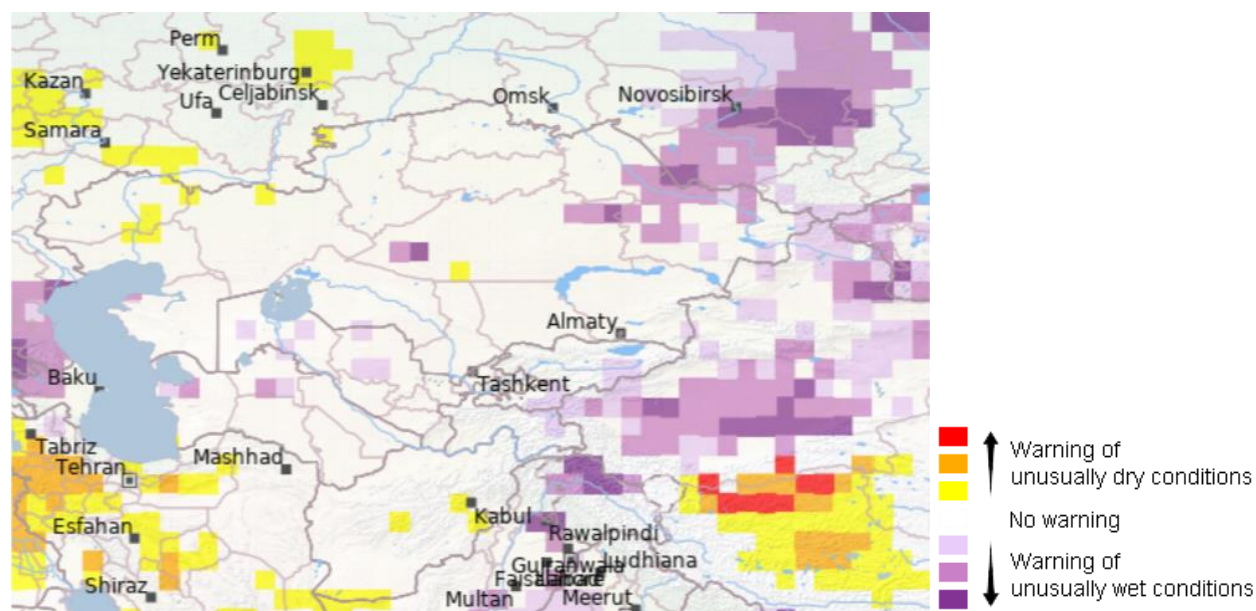 Perm
Yekaterinburg
Kazan
Ufa
Celjabinsk
Omsk
Novosibirsk
Samara
Almaty
Baku
Tashkent
Tabriz
Tehran
Mashhad
Esfahan
Kabul
Rawalpindi
Ludhiana
Shiraz
Multan
Meerut
Warning of
unusually dry conditions
No warning
Warning of
unusually wet conditions